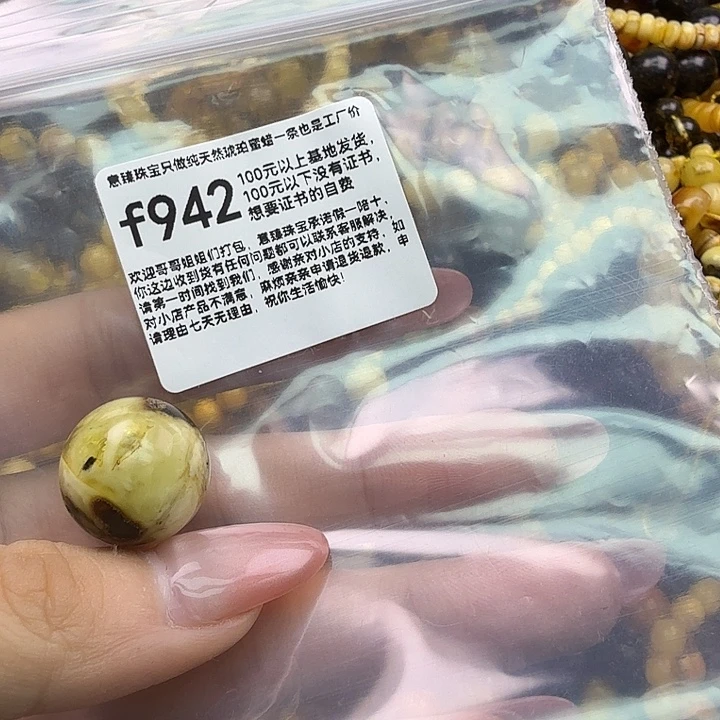 意臻珠宝只做纯天然琥珀蜜蜡一条也是工厂价
f942
100元以上基地发货,
100元以下没有证书,
想要证书的自费
欢迎哥哥姐姐们打包, 意臻珠宝承诺假一赔十,
你这边收到货有任何问题都可以联系客服解决,
请第一时间找到我们, 感谢亲对小店的支持, 如
对小店产品不满意, 麻烦亲亲申请退货退款, 申
请理由七天无理由, 祝你生活愉快!